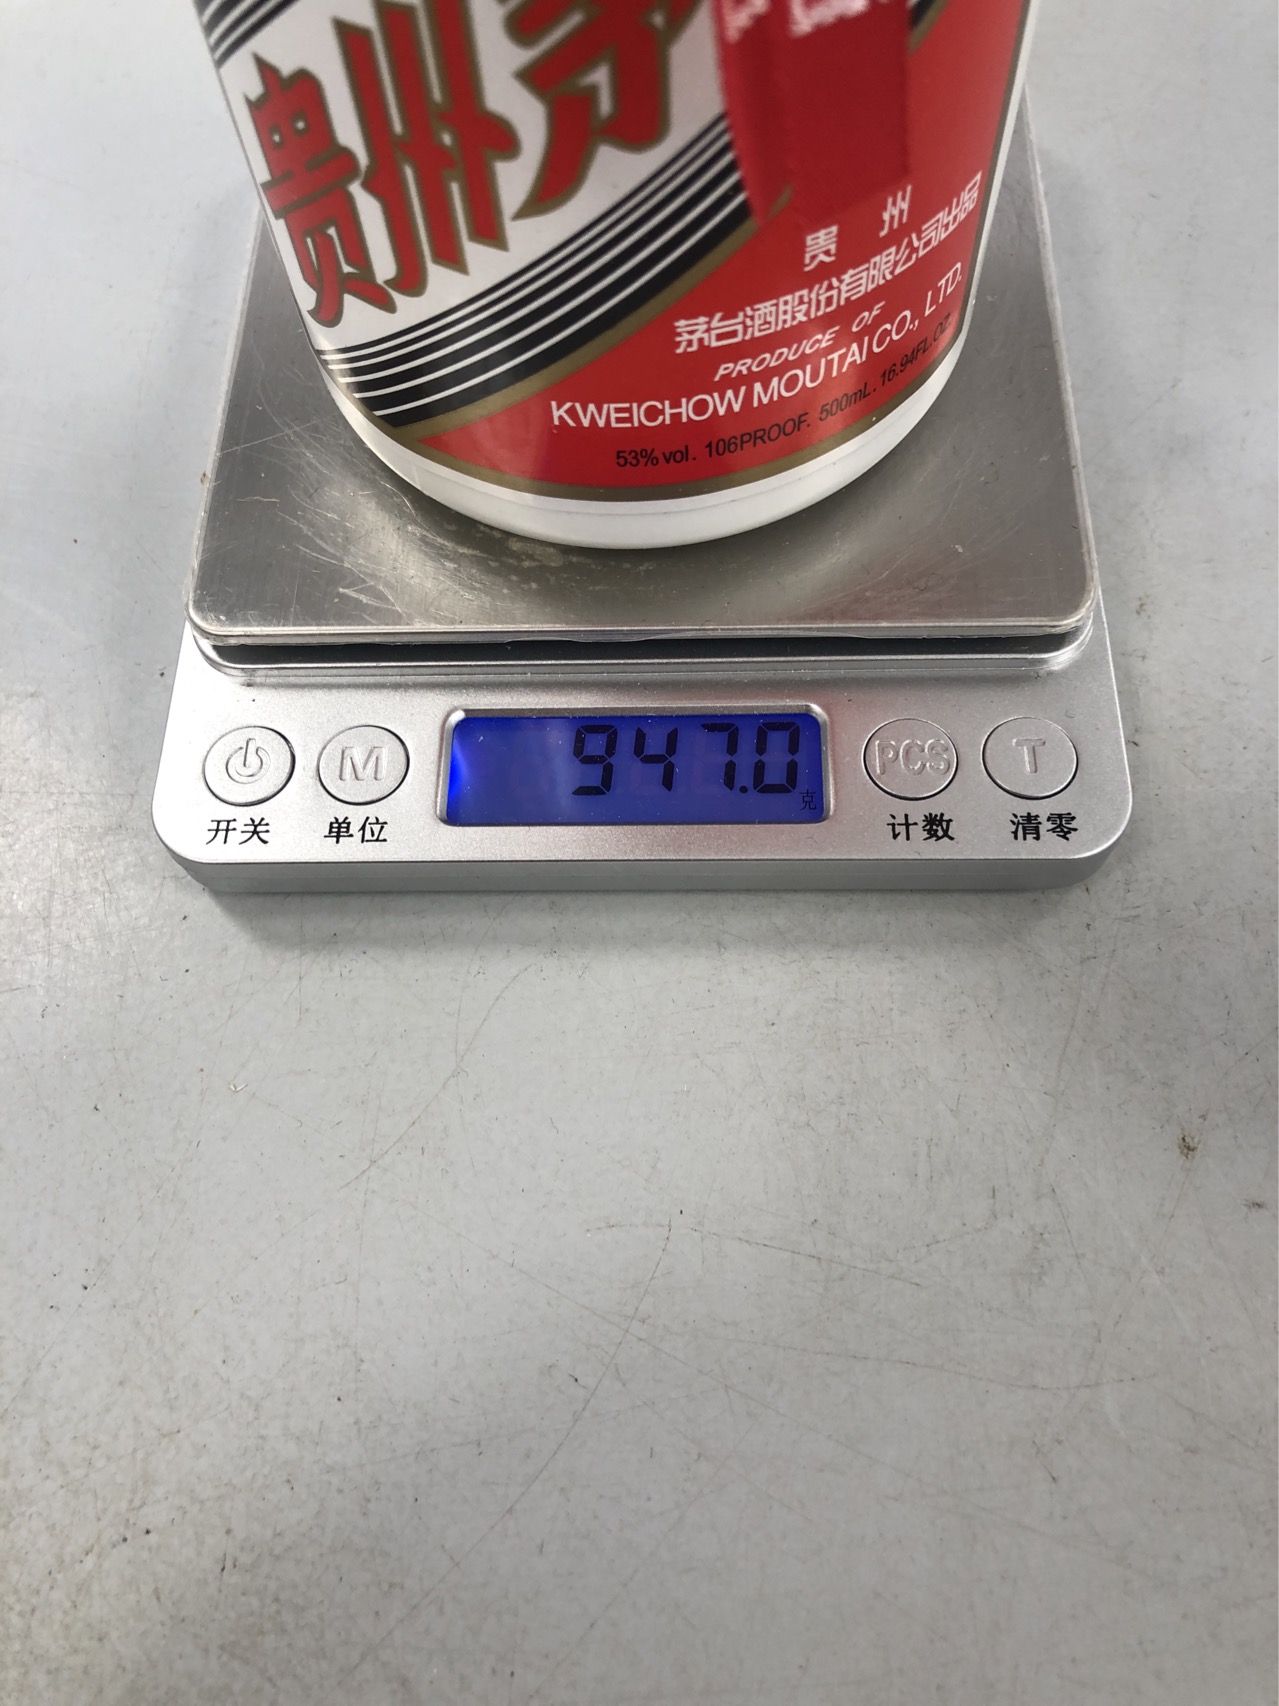 贵州茅
贵 州
茅台酒股份有限公司出品
PRODUCE OF
KWEICHOW MOUTAI CO., LTD.
53% vol. 106PROOF. 500mL. 16.94FL.OZ.
947.0
克
M
PCS
T
开关
单位
计数
清零